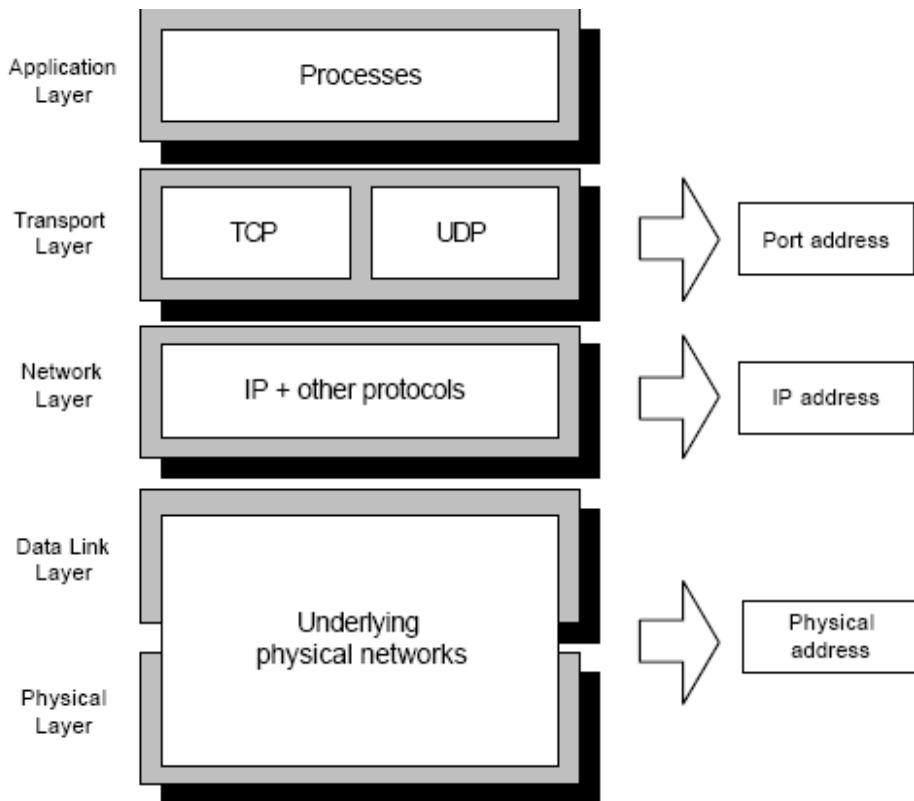 Application
Layer
Processes
Transport
Layer
TCP
UDP
Port address
Network
Layer
IP + other protocols
IP address
Data Link
Layer
Underlying
physical networks
Physical
address
Physical
Layer